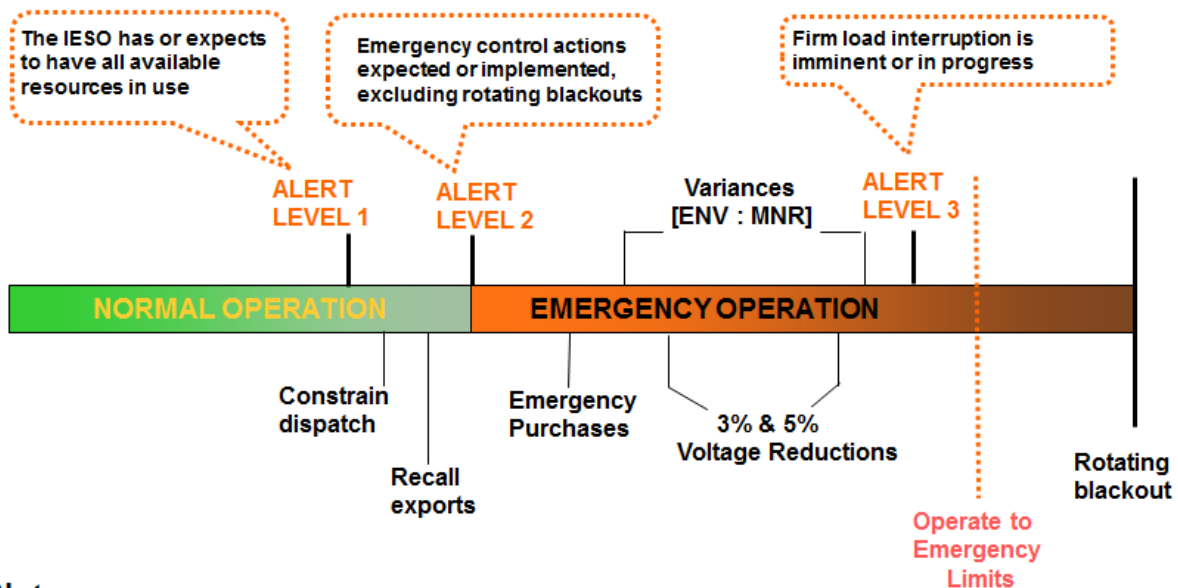 The IESO has or expects
to have all available
resources in use
Emergency control actions
expected or implemented,
excluding rotating blackouts
Firm load interruption is
imminent or in progress
ALERT
LEVEL 1
ALERT
LEVEL 2
Variances
[ENV : MNR]
ALERT
LEVEL 3
NORMAL OPERATION
EMERGENCY OPERATION
Constrain
dispatch
Recall
exports
Emergency
Purchases
3% & 5%
Voltage Reductions
Operate to
Emergency
Limits
Rotating
blackout